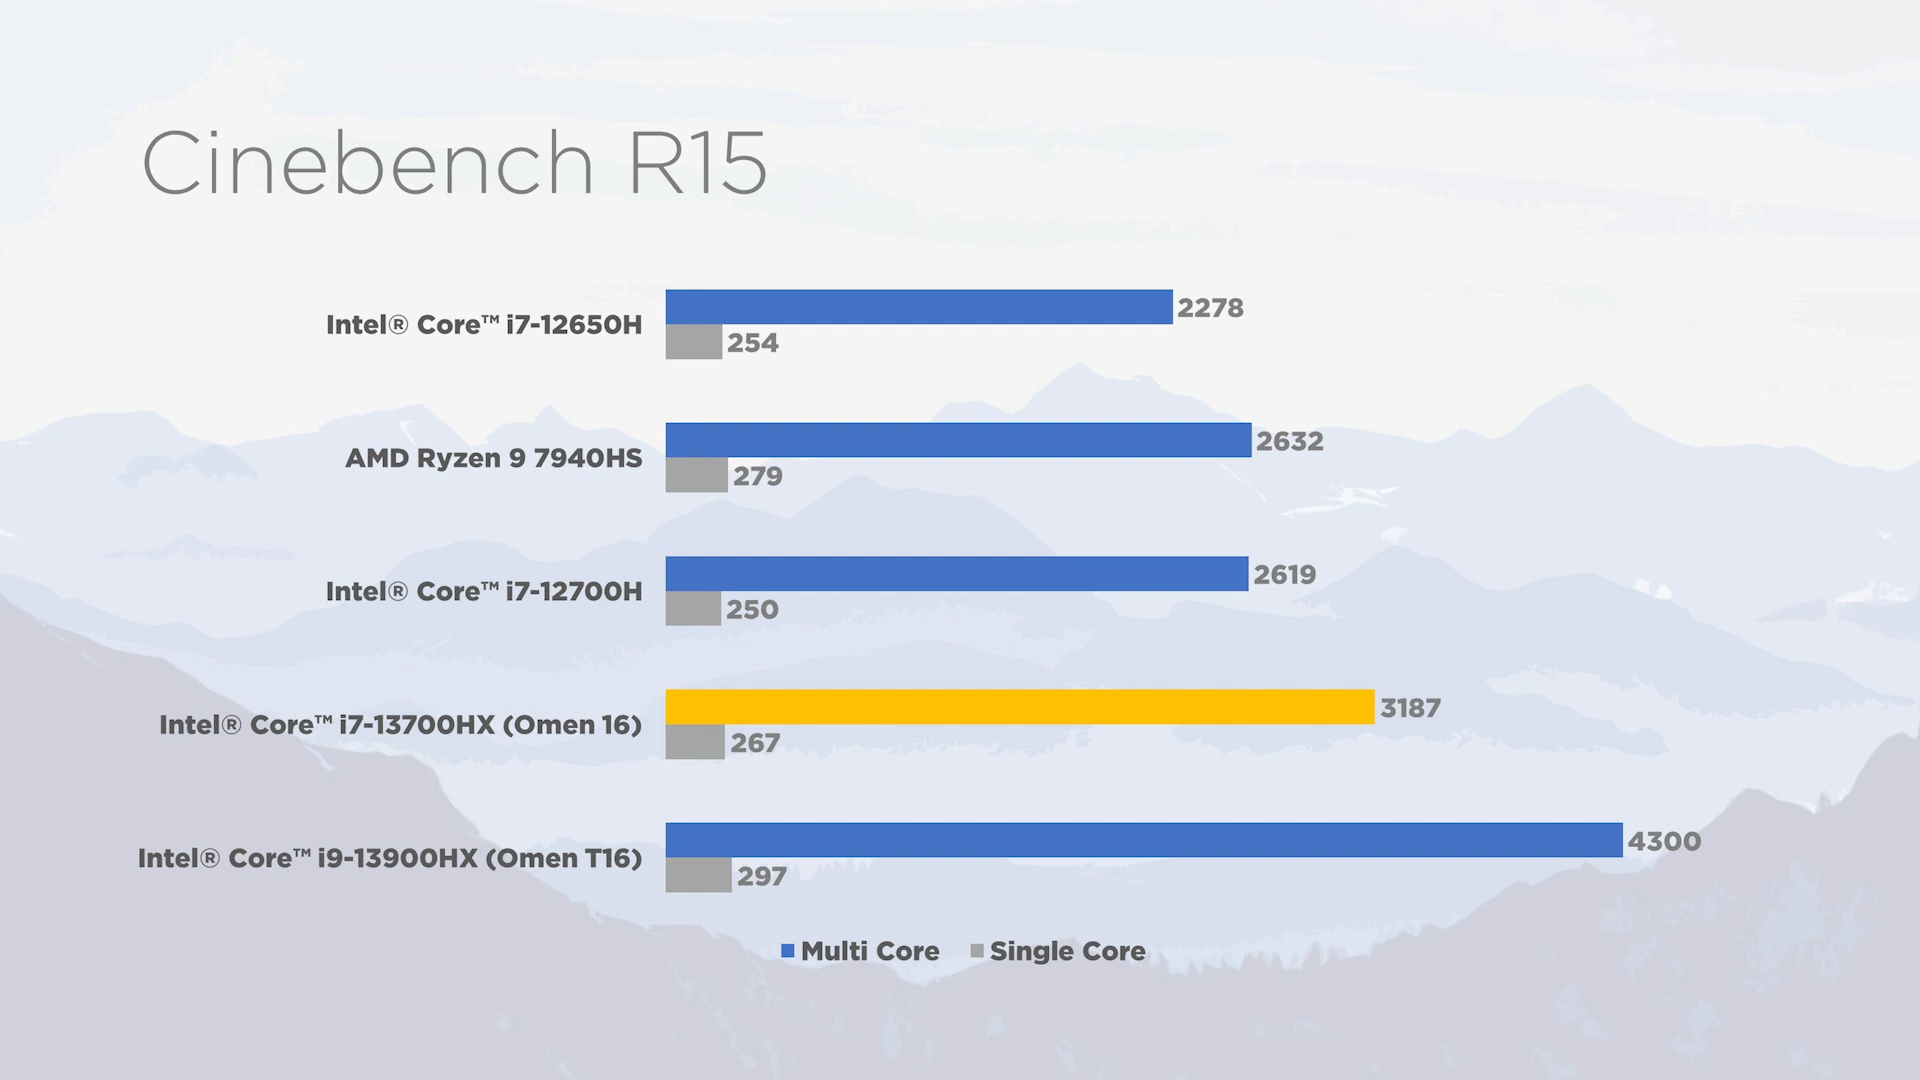 Cinebench R15
Intel® Core™ i7-12650H
2278
254
AMD Ryzen 9 7940HS
2632
279
Intel® Core™ i7-12700H
2619
250
Intel® Core™ i7-13700HX (Omen 16)
3187
267
Intel® Core™ i9-13900HX (Omen T16)
4300
297
Multi Core
Single Core